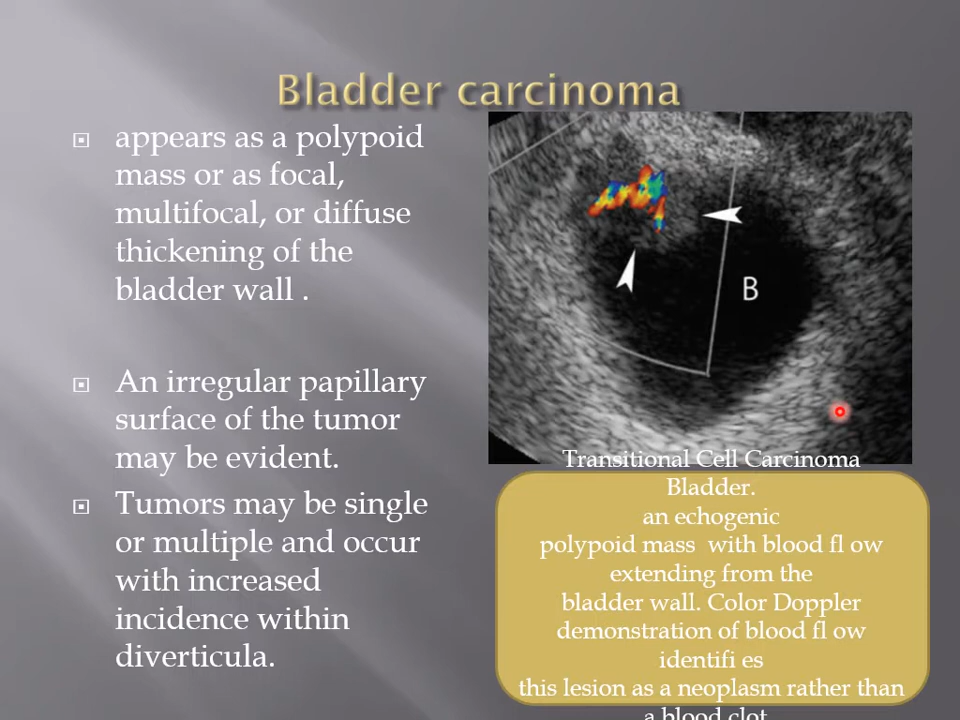 Bladder carcinoma
appears as a polypoid
mass or as focal,
multifocal, or diffuse
thickening of the
bladder wall .
An irregular papillary
surface of the tumor
may be evident.
Tumors may be single
or multiple and occur
with increased
incidence within
diverticula.
B
Transitional Cell Carcinoma
Bladder.
an echogenic
polypoid mass with blood fl ow
extending from the
bladder wall. Color Doppler
demonstration of blood fl ow
identifi es
this lesion as a neoplasm rather than
a blood clot